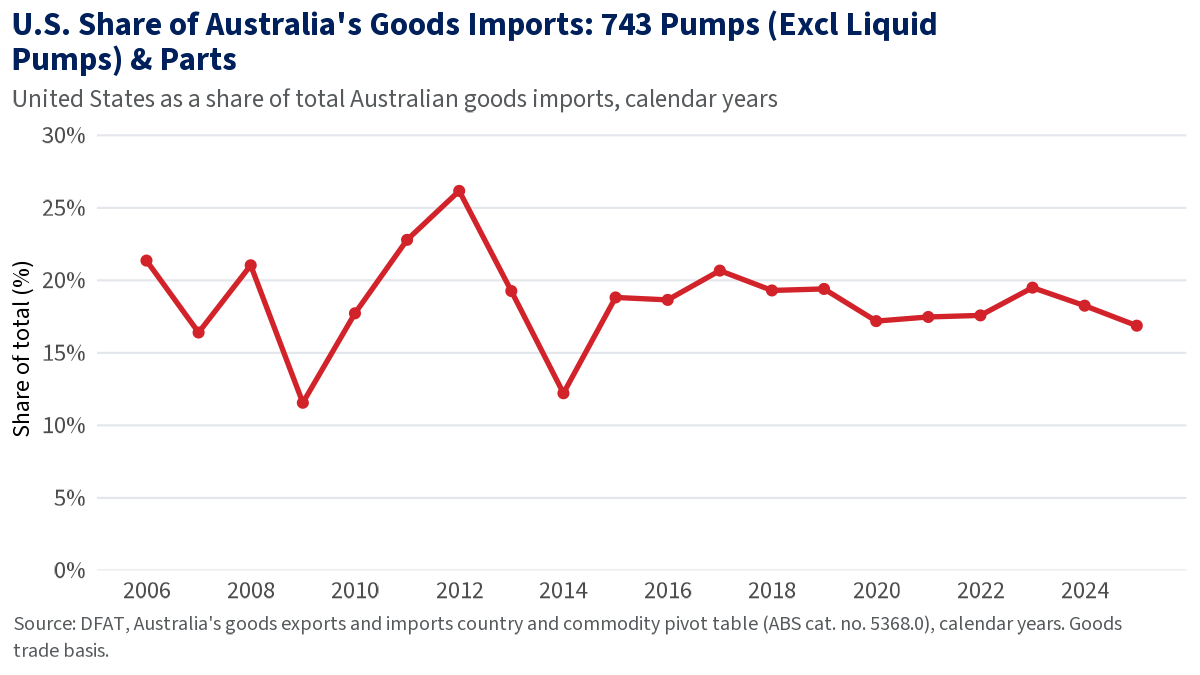 U.S. Share of Australia's Goods Imports: 743 Pumps (Excl Liquid
Pumps) & Parts
United States as a share of total Australian goods imports, calendar years
Share of total (%)
30%
25%
20%
15%
10%
5%
0%
2006 2008 2010 2012 2014 2016 2018 2020 2022 2024
Source: DFAT, Australia's goods exports and imports country and commodity pivot table (ABS cat. no. 5368.0), calendar years. Goods
trade basis.